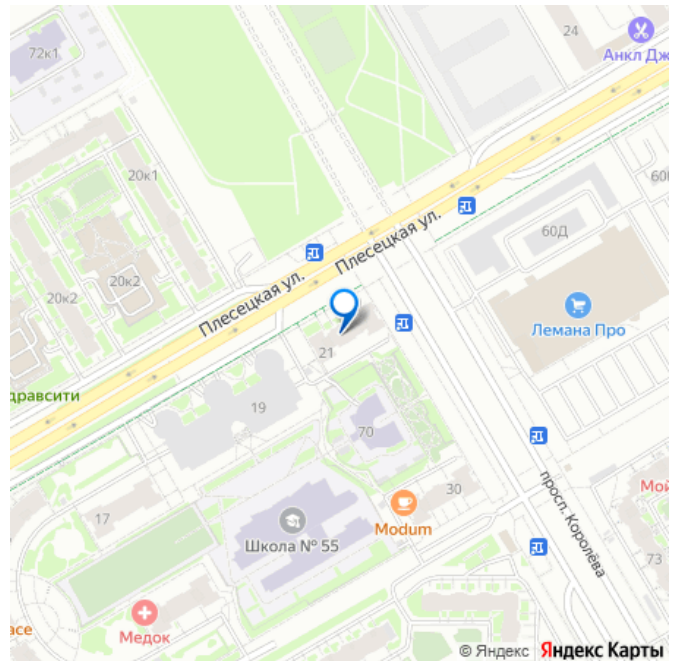 24
Анкл Дж
72к1
20к1
60Д
20к2
Плесецкая ул.
Плесецкая ул.
20к2
Лемана Про
21
дравсити
19
70
просп. Королёва
30
Мой
17
Modum
Школа № 55
73
Медок
ace
© Яндекс Яндекс Карты